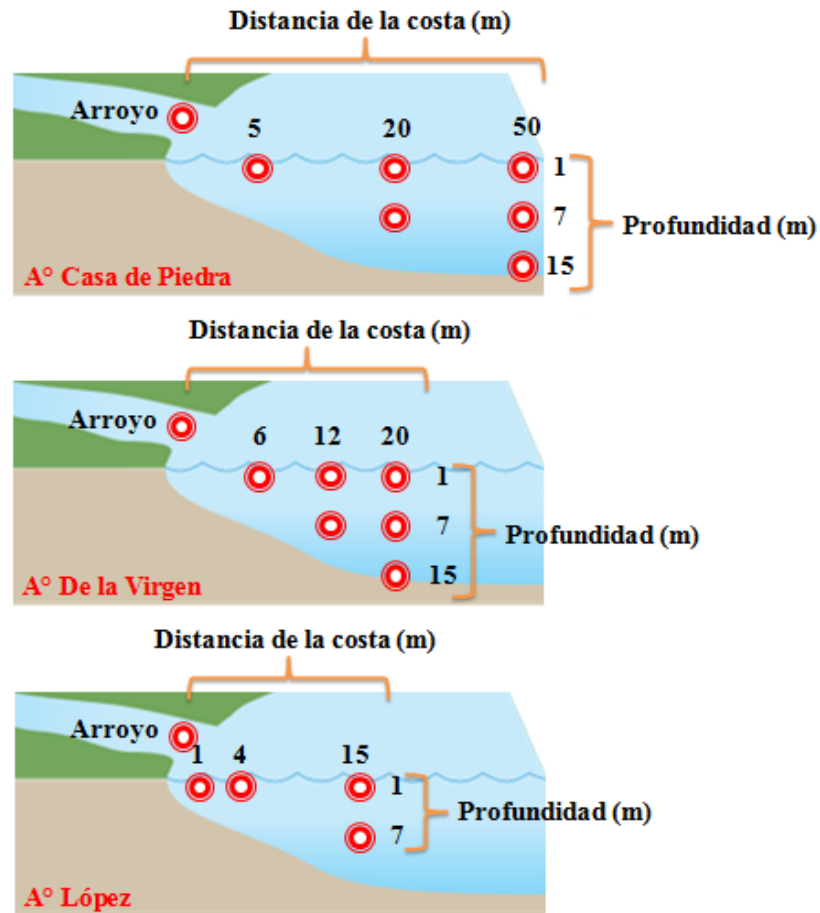 Distancia de la costa (m)
Arroyo
5 20 50
1
7
Profundidad (m)
15
A° Casa de Piedra
Distancia de la costa (m)
Arroyo
6 12 20
1
7
Profundidad (m)
15
A° De la Virgen
Distancia de la costa (m)
Arroyo
1 4 15
1
Profundidad (m)
7
A° López